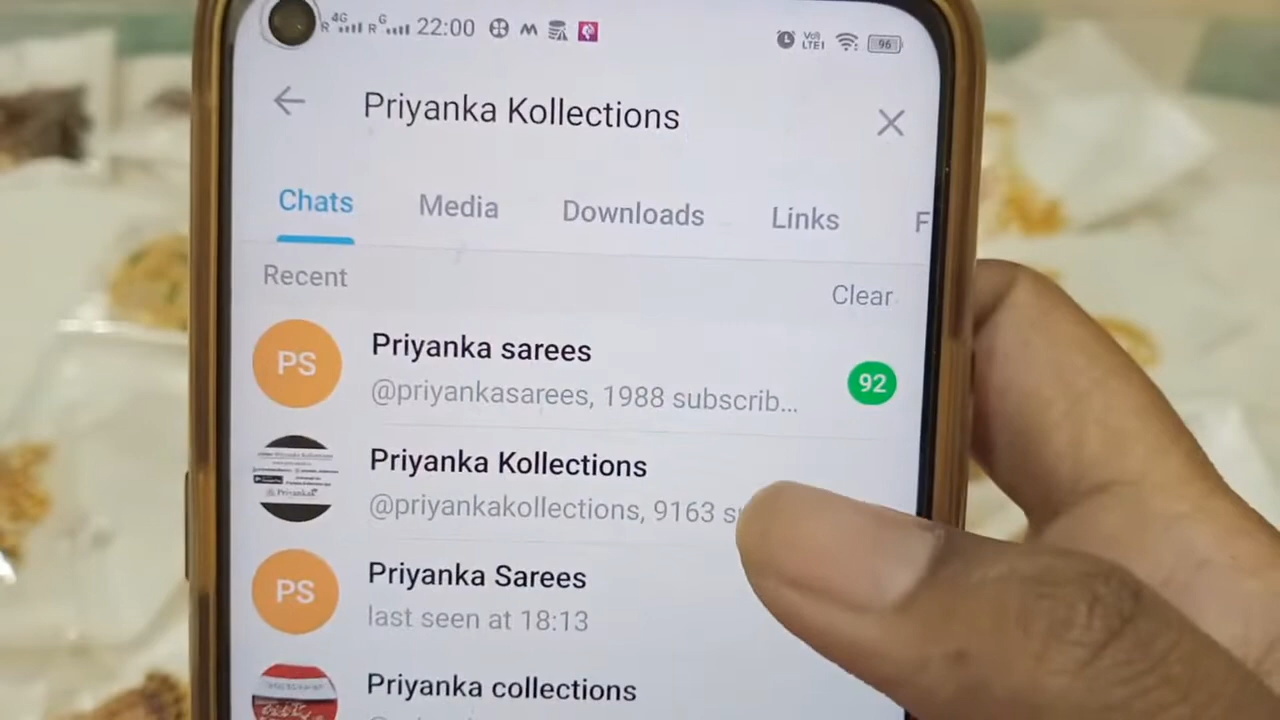 R 4G R G 22:00 Vo) LTE1 96
Priyanka Kollections
Chats Media Downloads Links F
Recent Clear
PS Priyanka sarees
@priyankasarees, 1988 subscrib... 92
Priyanka Kollections
@priyankakollections, 9163 s
PS Priyanka Sarees
last seen at 18:13
Priyanka collections